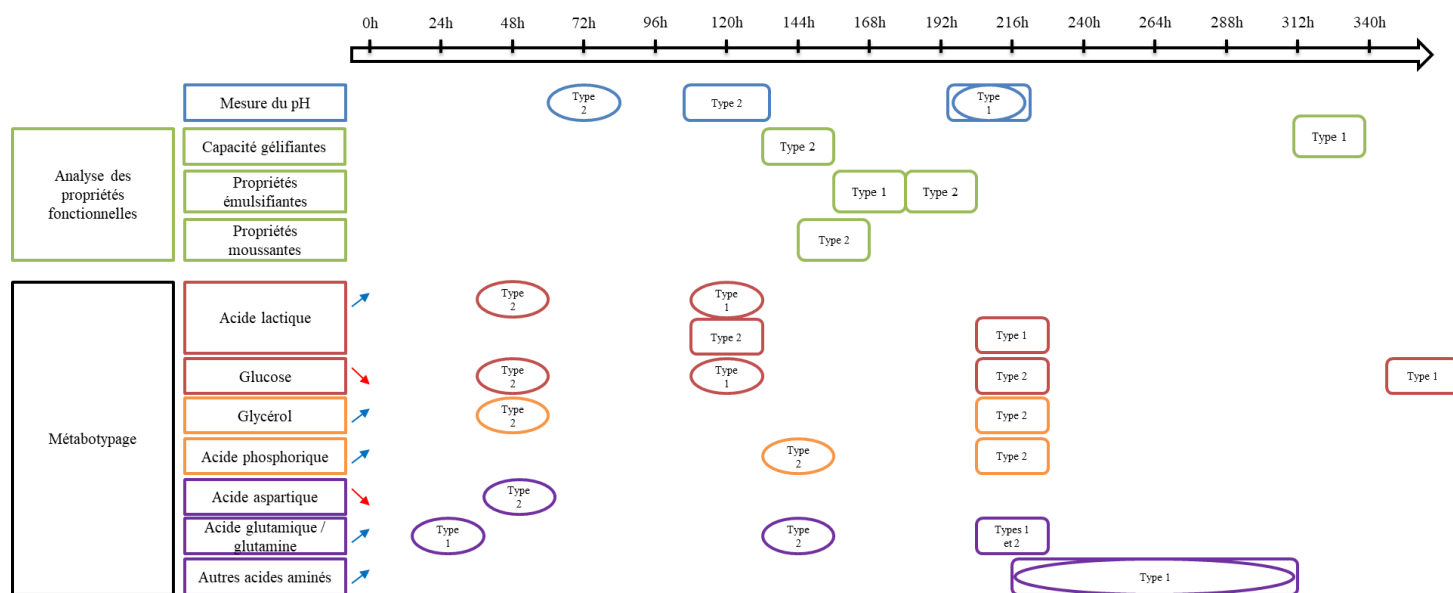 0h 24h 48h 72h 96h 120h 144h 168h 192h 216h 240h 264h 288h 312h 340h
Mesure du pH
Type
2
Type 2
Type
1
Analyse des
propriétés
fonctionnelles
Capacité gélifiantes
Type 2
Type 1
Propriétés
émulsifiantes
Type 1
Type 2
Propriétés
moussantes
Type 2
Métabotypage
Acide lactique
Type
2
Type
1
Type 2
Type 1
Glucose
Type
2
Type
1
Type 2
Type 1
Glycérol
Type
2
Type 2
Acide phosphorique
Type
2
Type 2
Acide aspartique
Type
2
Acide glutamique /
glutamine
Type
1
Type
2
Types 1
et 2
Autres acides aminés
Type 1